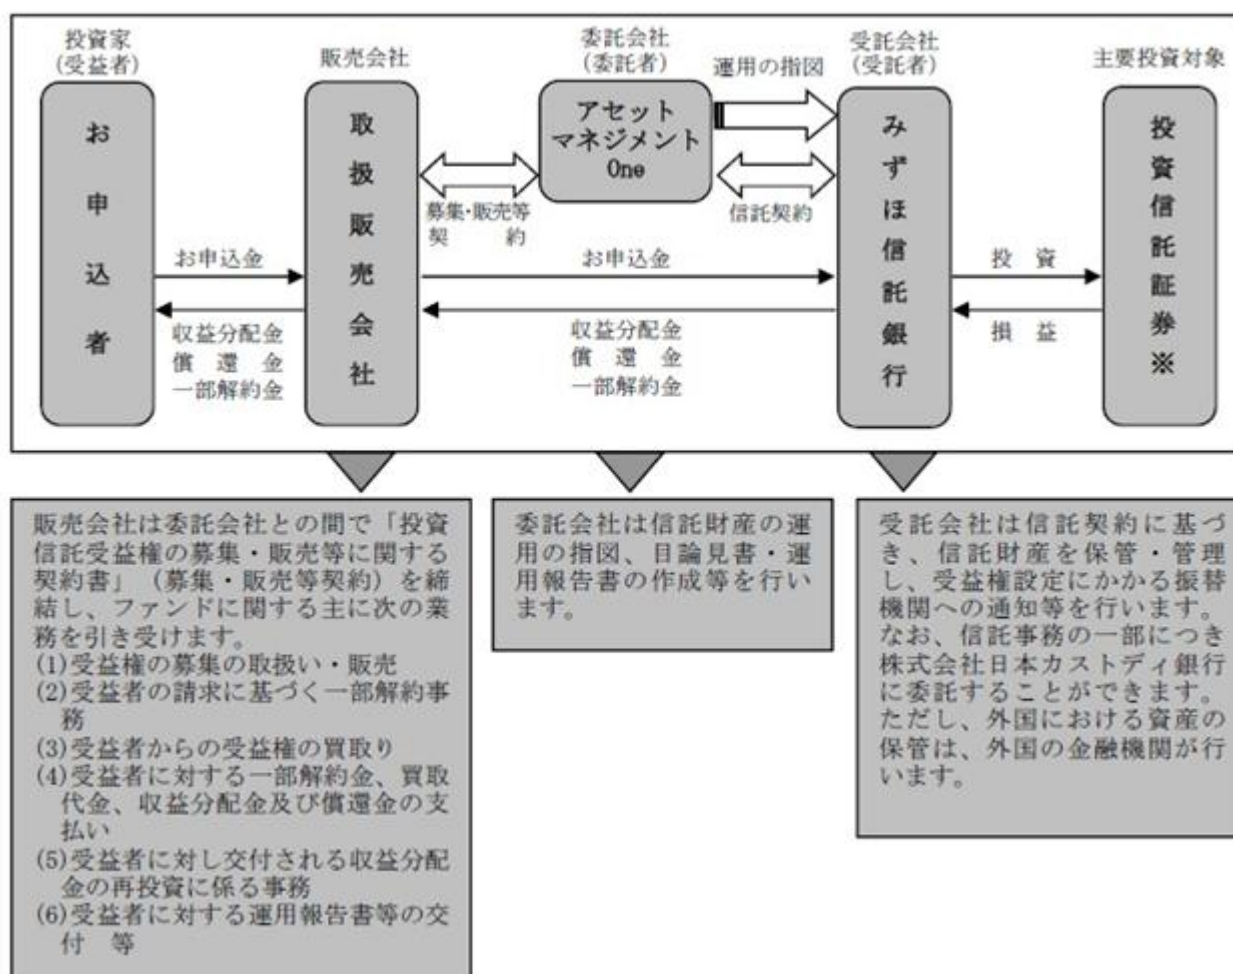 投資家
(受益者)
お申込者
お申込金
収益分配金
償　還　金
一部解約金
販売会社
取扱販売会社
募集・販売等
契　　　約
委託会社
(委託者)
アセット
マネジメント
One
運用の指図
信託契約
お申込金
収益分配金
償　還　金
一部解約金
受託会社
(受託者)
みずほ信託銀行
投　資
損　益
主要投資対象
投資信託証券※
販売会社は委託会社との間で「投資
信託受益権の募集・販売等に関する
契約書」（募集・販売等契約）を締
結し、ファンドに関する主に次の業
務を引き受けます。
(1)受益権の募集の取扱い・販売
(2)受益者の請求に基づく一部解約事
務
(3)受益者からの受益権の買取り
(4)受益者に対する一部解約金、買取
代金、収益分配金及び償還金の支
払い
(5)受益者に対し交付される収益分配
金の再投資に係る事務
(6)受益者に対する運用報告書等の交
付　等
委託会社は信託財産の運
用の指図、目論見書・運
用報告書の作成等を行い
ます。
受託会社は信託契約に基づ
き、信託財産を保管・管理
し、受益権設定にかかる振替
機関への通知等を行います。
なお、信託事務の一部につき
株式会社日本カストディ銀行
に委託することができます。
ただし、外国における資産の
保管は、外国の金融機関が行
います。